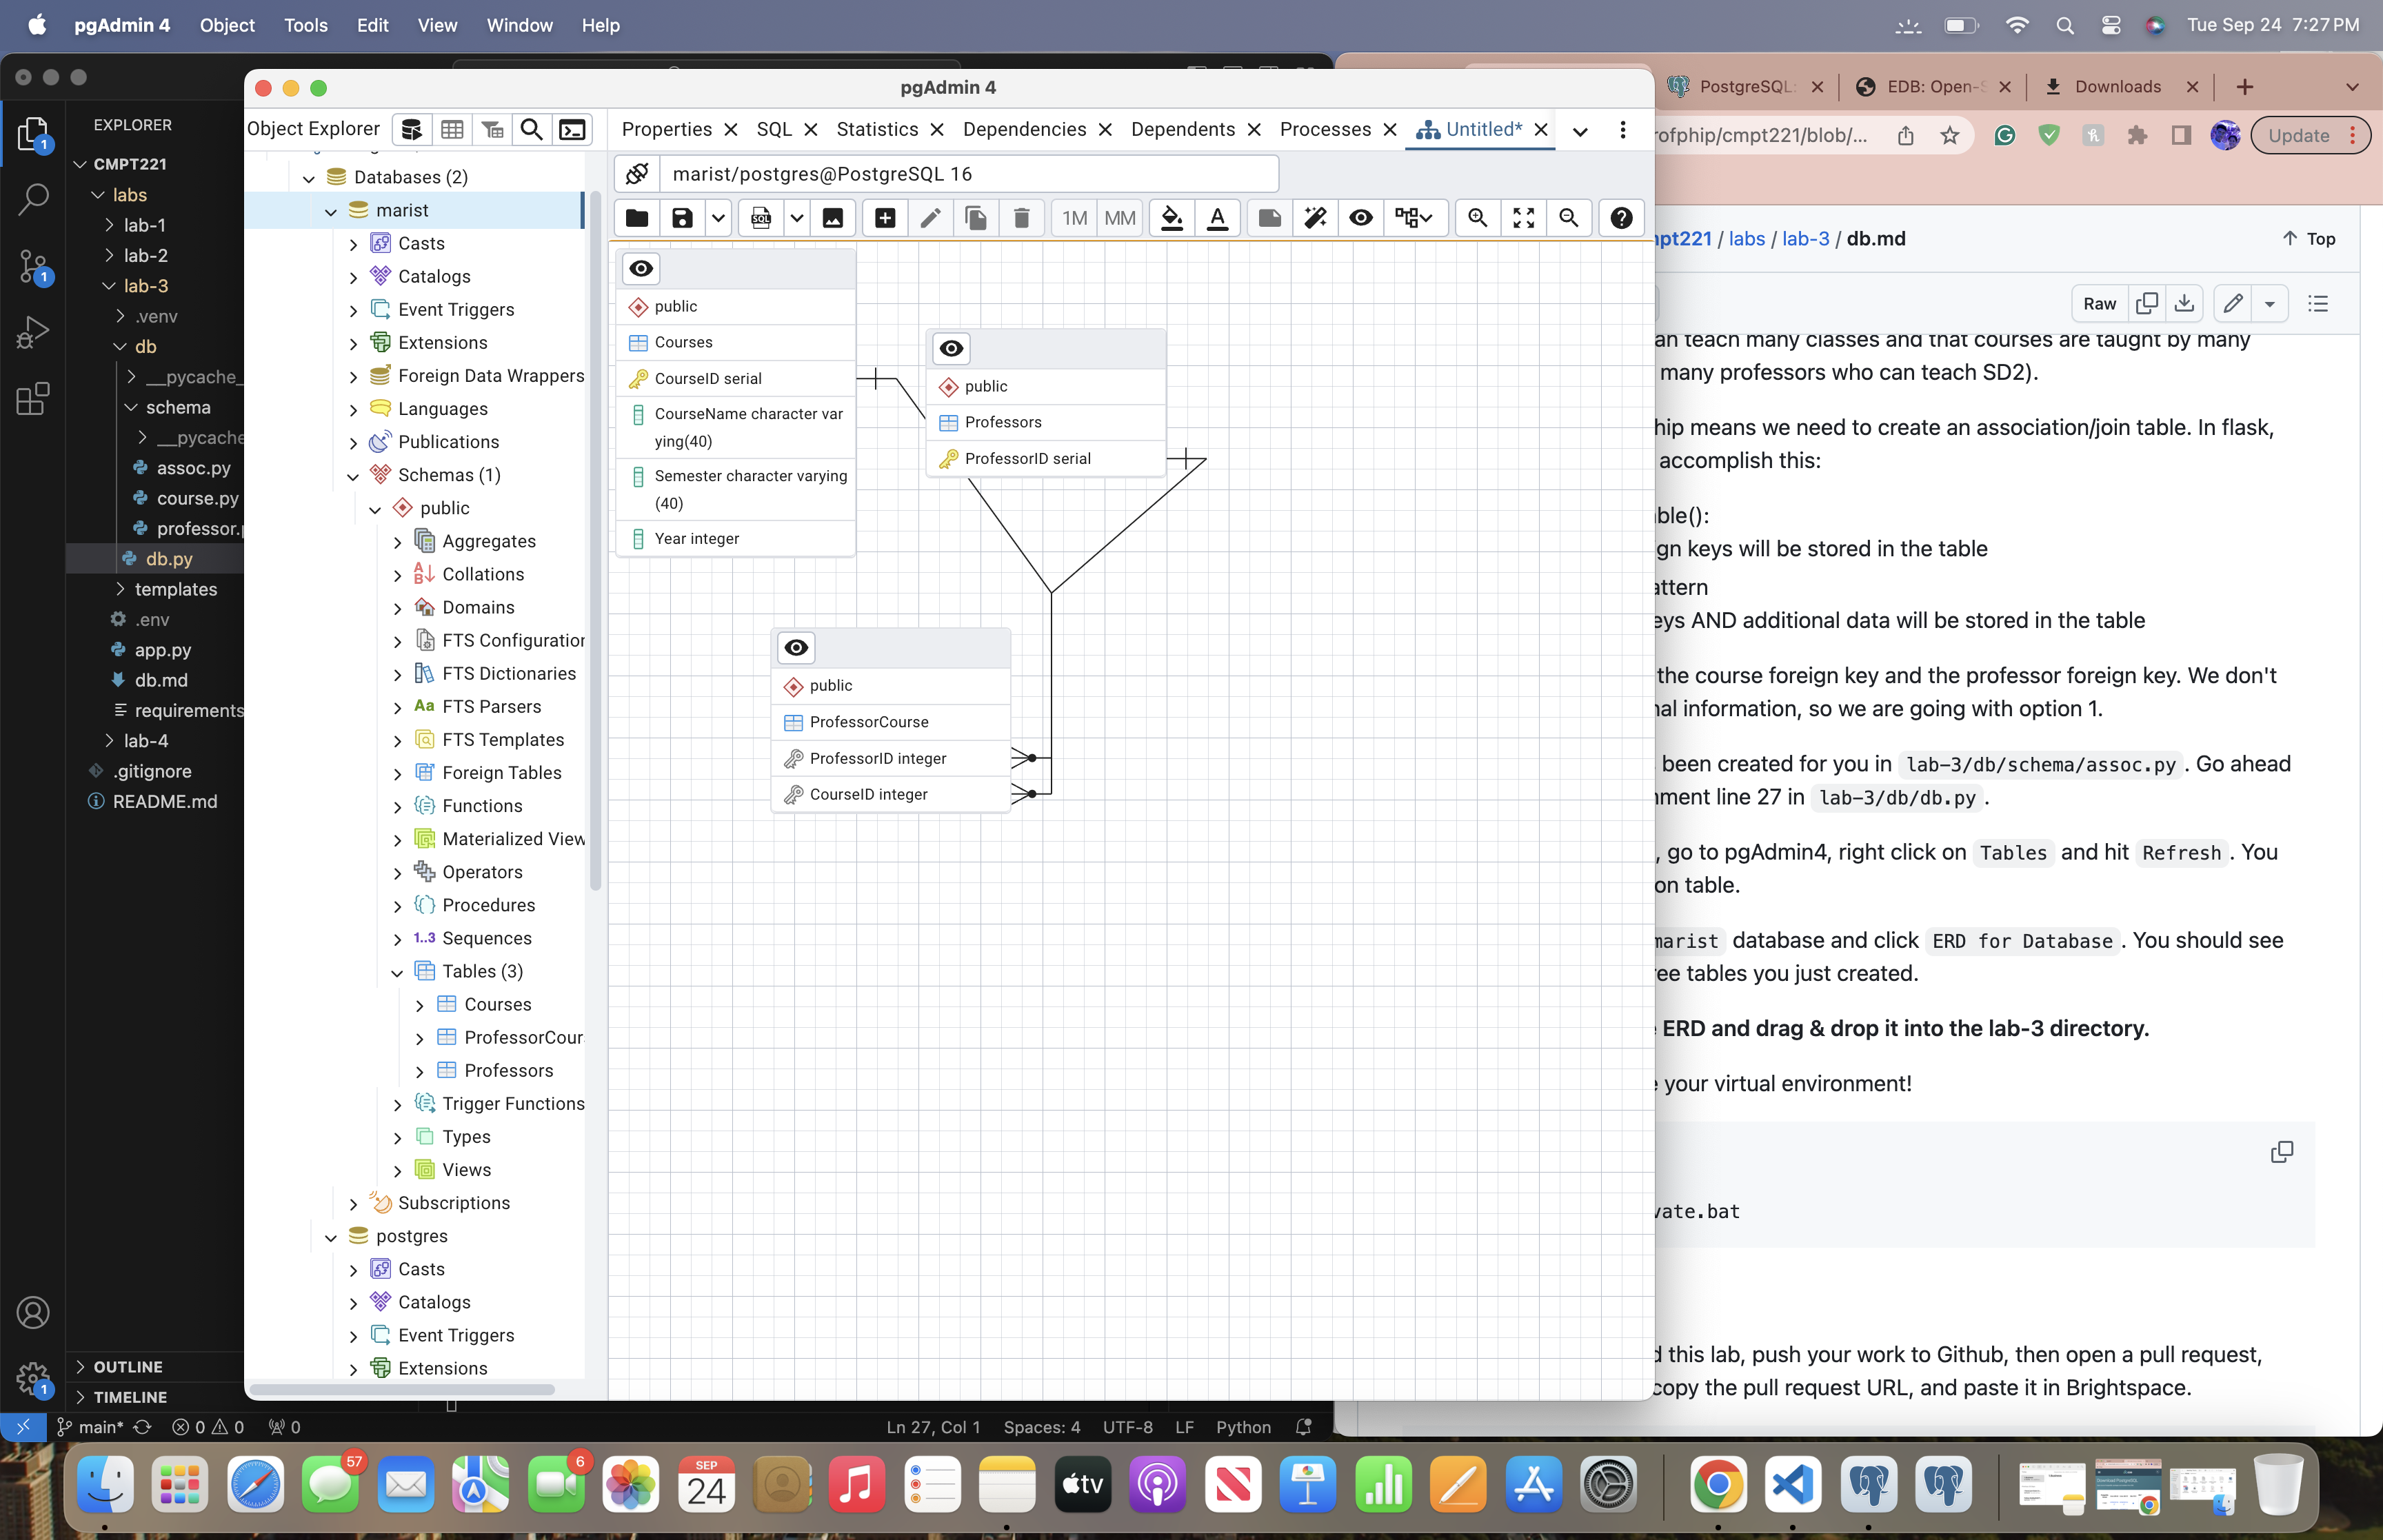 pgAdmin 4 Object Tools Edit View Window Help Tue Sep 24 7:27 PM
EXPLORER
CMPT221
labs
lab-1
lab-2
lab-3
.venv
db
__pycache_
schema
__pycache
assoc.py
course.py
professor.
db.py
templates
.env
app.py
db.md
requirements
lab-4
.gitignore
README.md
OUTLINE
TIMELINE
1
1
1
main* 0 0 0 Ln 27, Col 1 Spaces: 4 UTF-8 LF Python
pgAdmin 4
Object Explorer
Databases (2)
marist
Casts
Catalogs
Event Triggers
Extensions
Foreign Data Wrappers
Languages
Publications
Schemas (1)
public
Aggregates
Collations
Domains
FTS Configuration
FTS Dictionaries
Aa FTS Parsers
FTS Templates
Foreign Tables
Functions
Materialized View
Operators
Procedures
1..3 Sequences
Tables (3)
Courses
ProfessorCour
Professors
Trigger Functions
Types
Views
Subscriptions
postgres
Casts
Catalogs
Event Triggers
Extensions
Properties SQL Statistics Dependencies Dependents Processes Untitled*
marist/postgres@PostgreSQL 16
SQL 1M MM A
public
Courses
CourseID serial
CourseName character var
ying(40)
Semester character varying
(40)
Year integer
public
Professors
ProfessorID serial
public
ProfessorCourse
ProfessorID integer
CourseID integer
PostgreSQL: EDB: Open-S Downloads
rofphip/cmpt221/blob/... Update
mpt221 / labs / lab-3 / db.md Top
Raw
an teach many classes and that courses are taught by many
many professors who can teach SD2).
hip means we need to create an association/join table. In flask,
accomplish this:
ble():
gn keys will be stored in the table
attern
eys AND additional data will be stored in the table
the course foreign key and the professor foreign key. We don't
nal information, so we are going with option 1.
been created for you in lab-3/db/schema/assoc.py . Go ahead
nment line 27 in lab-3/db/db.py .
, go to pgAdmin4, right click on Tables and hit Refresh . You
on table.
marist database and click ERD for Database . You should see
ree tables you just created.
ERD and drag & drop it into the lab-3 directory.
e your virtual environment!
vate.bat
d this lab, push your work to Github, then open a pull request,
copy the pull request URL, and paste it in Brightspace.
57
6
SEP
24
tv